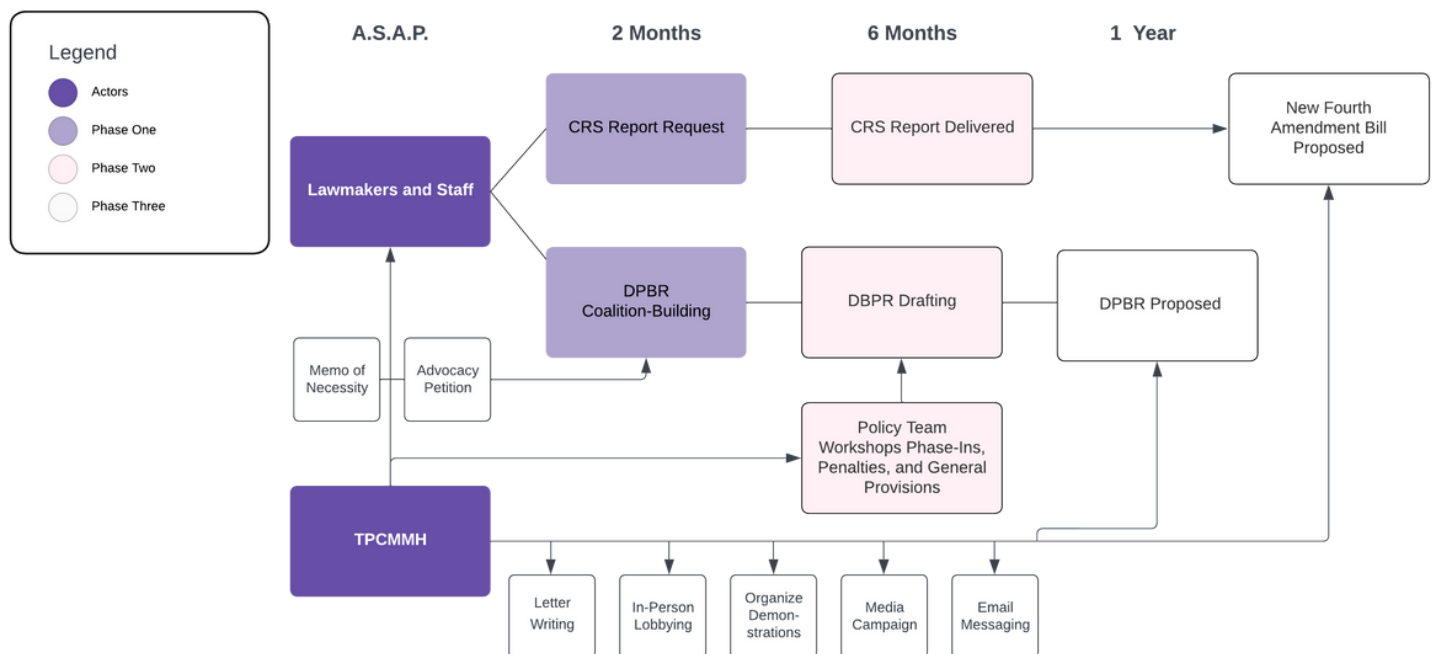 A.S.A.P.
2 Months
6 Months
1 Year
Legend
Actors
Phase One
Phase Two
Phase Three
Lawmakers and Staff
CRS Report Request
CRS Report Delivered
New Fourth
Amendment Bill
Proposed
DPBR
Coalition-Building
DBPR Drafting
DPBR Proposed
Memo of
Necessity
Advocacy
Petition
Policy Team
Workshops Phase-Ins,
Penalties, and General
Provisions
TPCMMH
Letter
Writing
In-Person
Lobbying
Organize
Demon-
strations
Media
Campaign
Email
Messaging